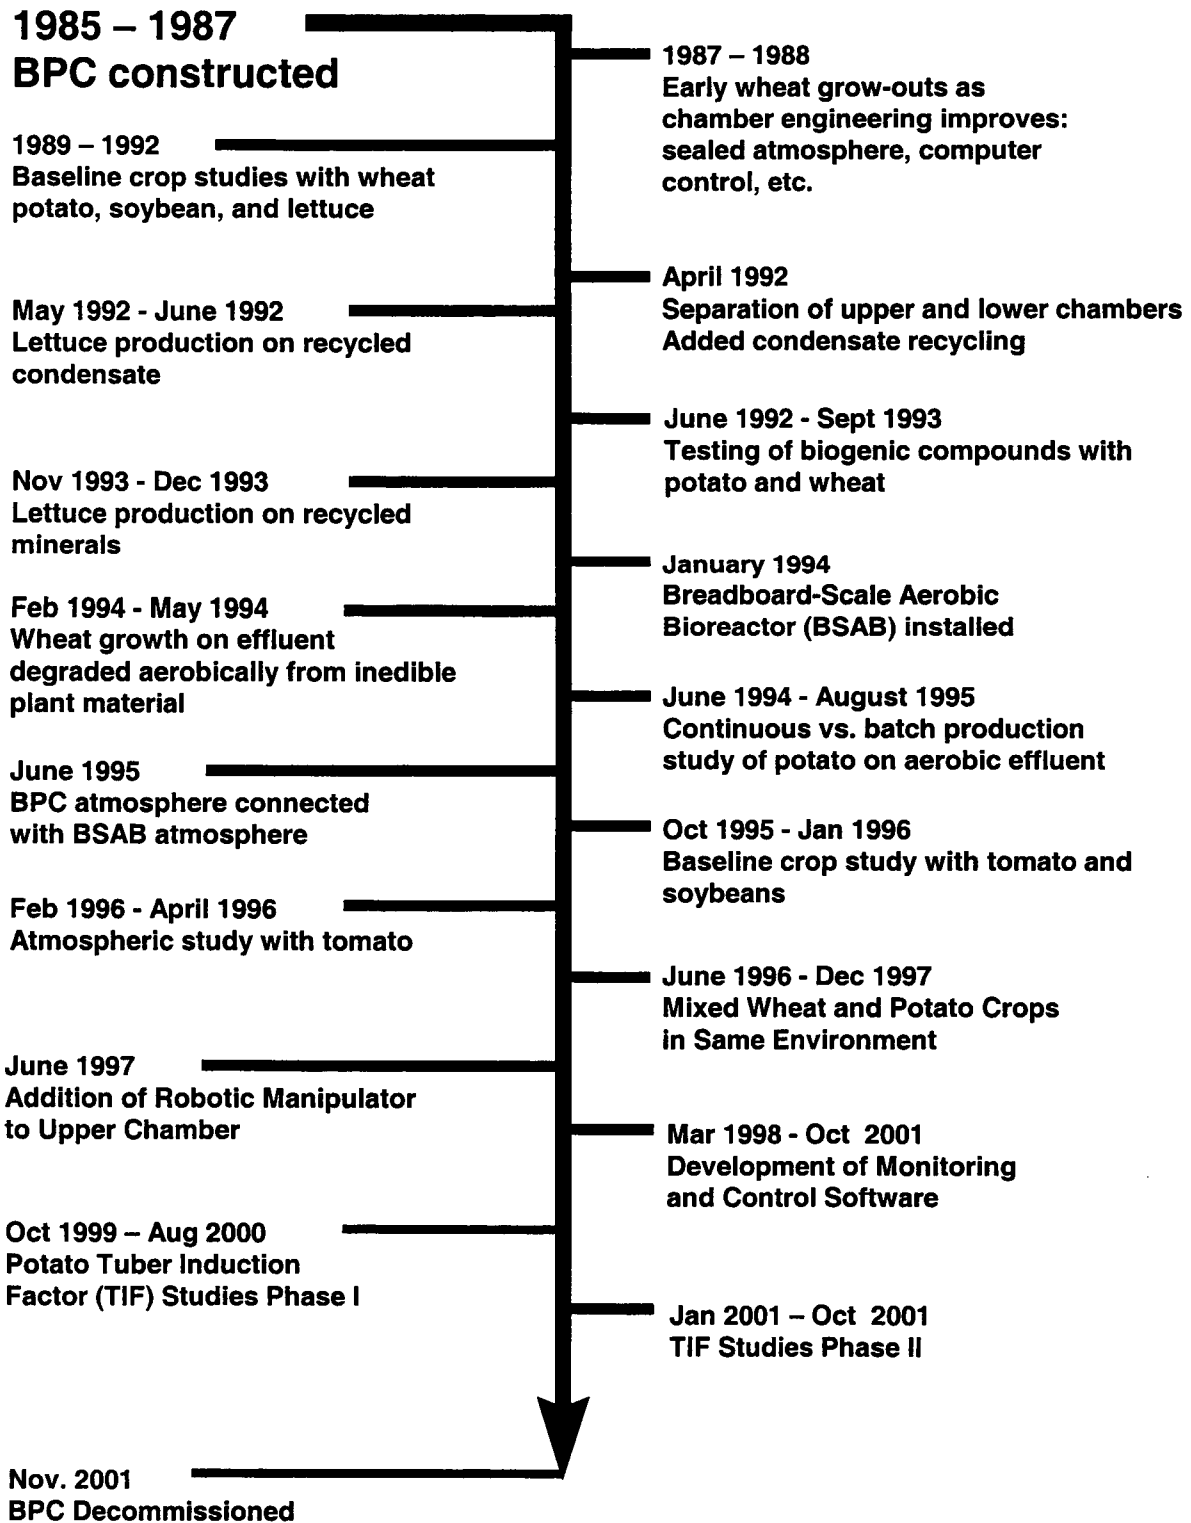 1985 – 1987
BPC constructed
1987 – 1988
Early wheat grow-outs as
chamber engineering improves:
sealed atmosphere, computer
control, etc.
1989 – 1992
Baseline crop studies with wheat
potato, soybean, and lettuce
April 1992
Separation of upper and lower chambers
Added condensate recycling
May 1992 - June 1992
Lettuce production on recycled
condensate
June 1992 - Sept 1993
Testing of biogenic compounds with
potato and wheat
Nov 1993 - Dec 1993
Lettuce production on recycled
minerals
January 1994
Breadboard-Scale Aerobic
Bioreactor (BSAB) installed
Feb 1994 - May 1994
Wheat growth on effluent
degraded aerobically from inedible
plant material
June 1994 - August 1995
Continuous vs. batch production
study of potato on aerobic effluent
June 1995
BPC atmosphere connected
with BSAB atmosphere
Oct 1995 - Jan 1996
Baseline crop study with tomato and
soybeans
Feb 1996 - April 1996
Atmospheric study with tomato
June 1996 - Dec 1997
Mixed Wheat and Potato Crops
in Same Environment
June 1997
Addition of Robotic Manipulator
to Upper Chamber
Mar 1998 - Oct 2001
Development of Monitoring
and Control Software
Oct 1999 – Aug 2000
Potato Tuber Induction
Factor (TIF) Studies Phase I
Jan 2001 – Oct 2001
TIF Studies Phase II
Nov. 2001
BPC Decommissioned